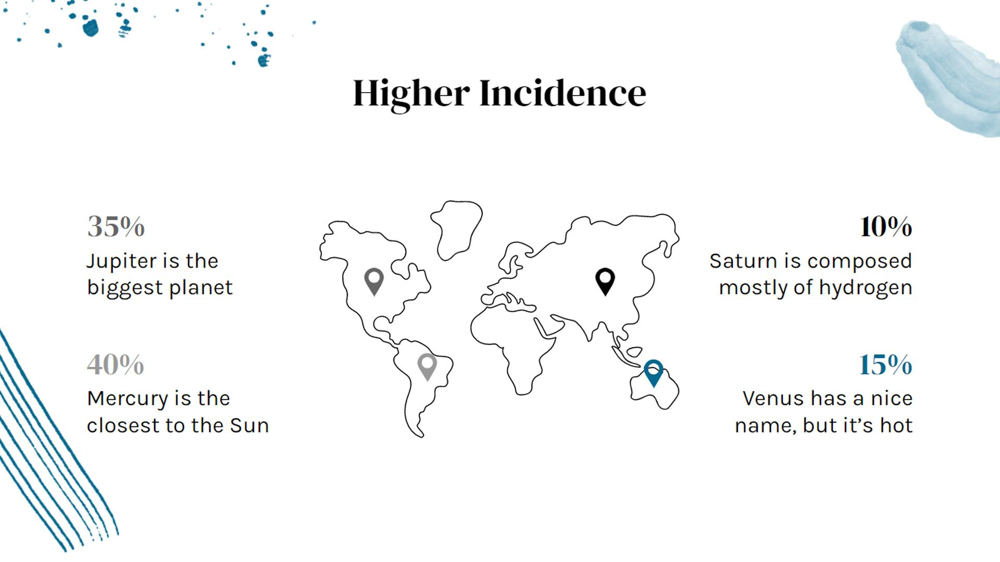 Higher Incidence
35%
Jupiter is the
biggest planet
40%
Mercury is the
closest to the Sun
10%
Saturn is composed
mostly of hydrogen
15%
Venus has a nice
name, but it’s hot